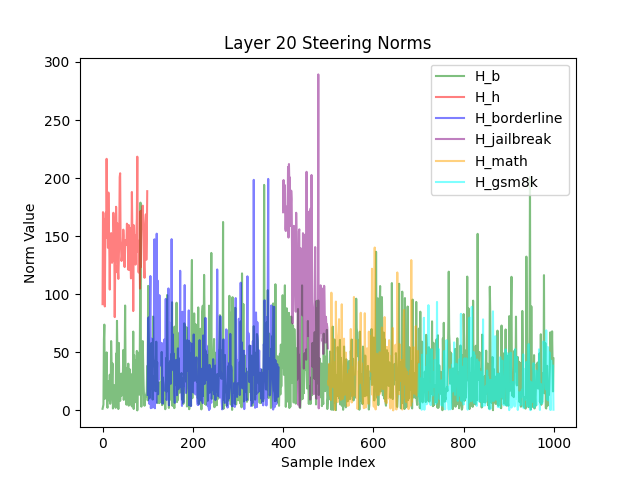 Layer 20 Steering Norms
300
250
200
150
100
50
0
Norm Value
H_b
H_h
H_borderline
H_jailbreak
H_math
H_gsm8k
0 200 400 600 800 1000
Sample Index